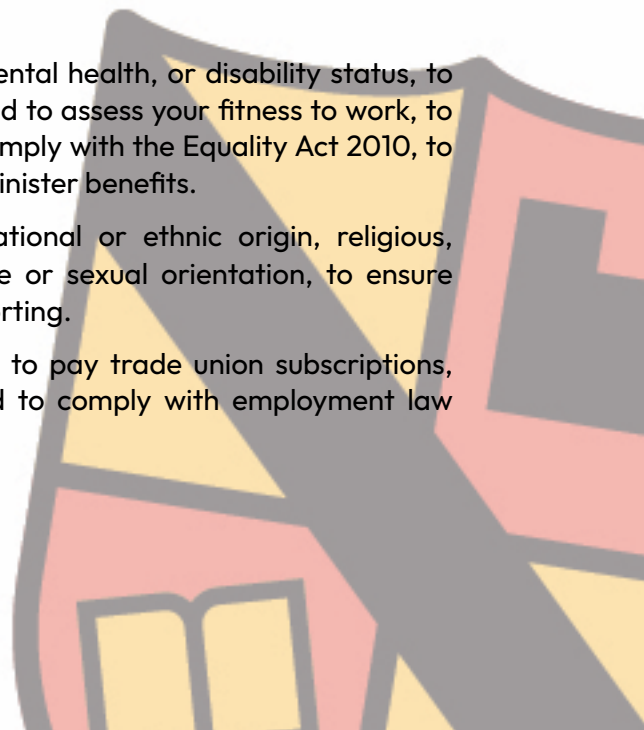 ental health, or disability status, to
d to assess your fitness to work, to
mply with the Equality Act 2010, to
inister benefits.
ational or ethnic origin, religious,
e or sexual orientation, to ensure
rting.
to pay trade union subscriptions,
d to comply with employment law